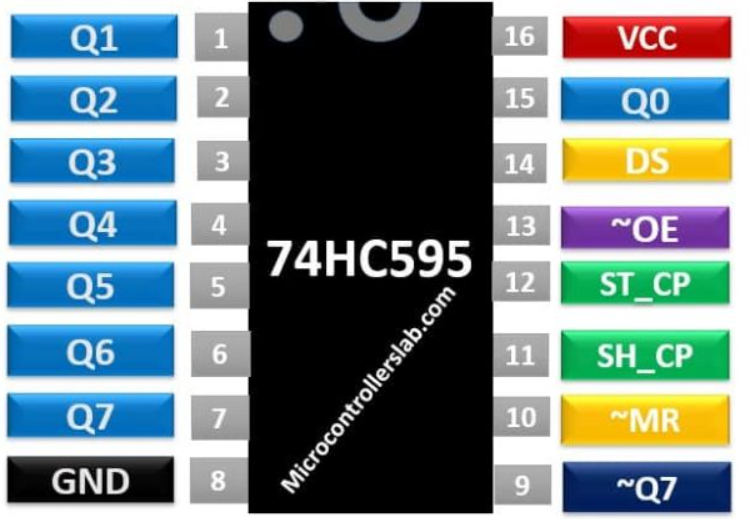 Q1 1 16 VCC
Q2 2 15 Q0
Q3 3 14 DS
Q4 4 13 ~OE
74HC595
Q5 5 12 ST_CP
Q6 6 11 SH_CP
Q7 7 10 ~MR
GND 8 9 ~Q7
Microcontrollerslab.com